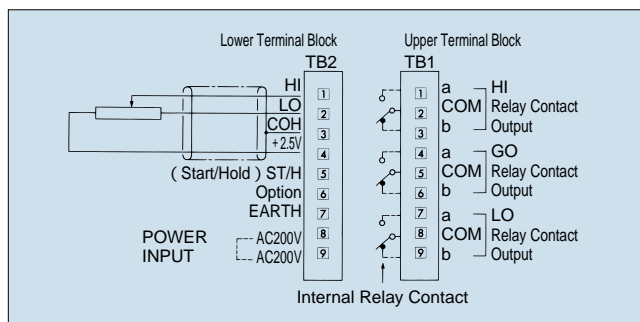 Lower Terminal Block
TB2
HI
LO
COH
+2.5V
( Start/Hold ) ST/H
Option
EARTH
POWER
INPUT
AC200V
AC200V
1
2
3
4
5
6
7
8
9
Upper Terminal Block
TB1
1
2
3
4
5
6
7
8
9
a
COM
b
HI
Relay Contact
Output
a
COM
b
GO
Relay Contact
Output
a
COM
b
LO
Relay Contact
Output
Internal Relay Contact